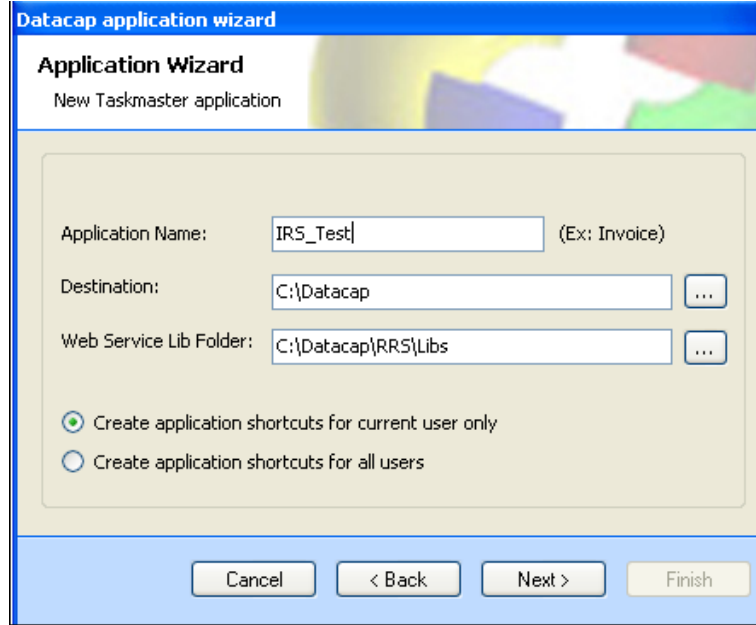 Datacap application wizard
Application Wizard
New Taskmaster application
Application Name: IRS_Test (Ex: Invoice)
Destination: C:\Datacap ...
Web Service Lib Folder: C:\Datacap\RRS\Libs ...
Create application shortcuts for current user only
Create application shortcuts for all users
Cancel < Back Next > Finish